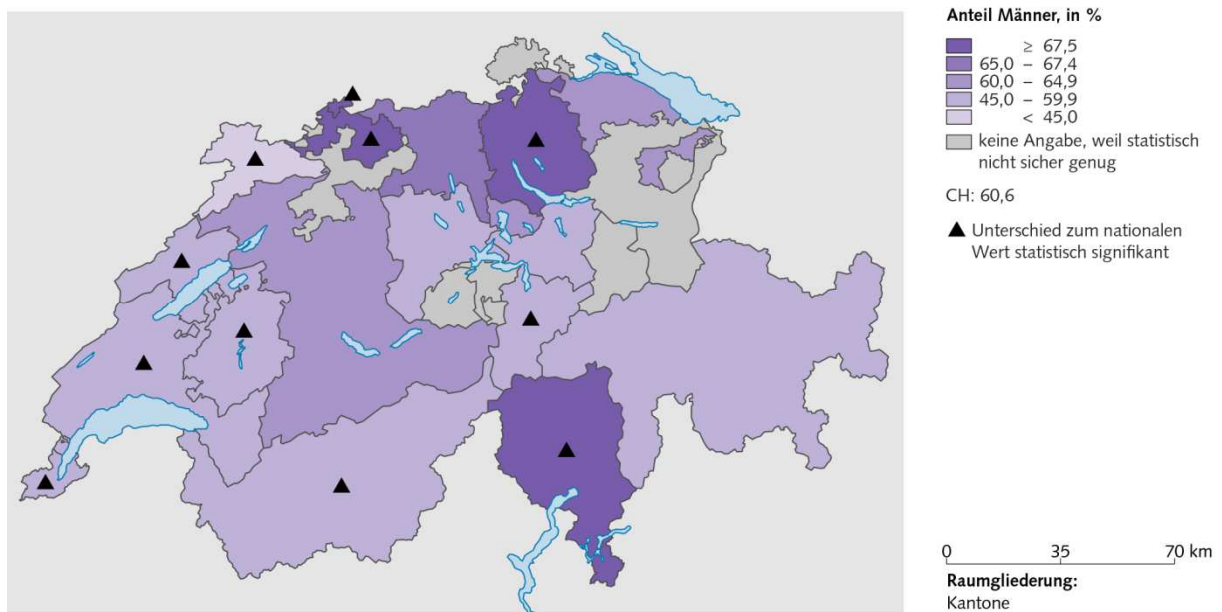 Anteil Männer, in %
≥ 67,5
65,0 – 67,4
60,0 – 64,9
45,0 – 59,9
< 45,0
keine Angabe, weil statistisch
nicht sicher genug
CH: 60,6
▲ Unterschied zum nationalen
Wert statistisch signifikant
0 35 70 km
Raumgliederung:
Kantone